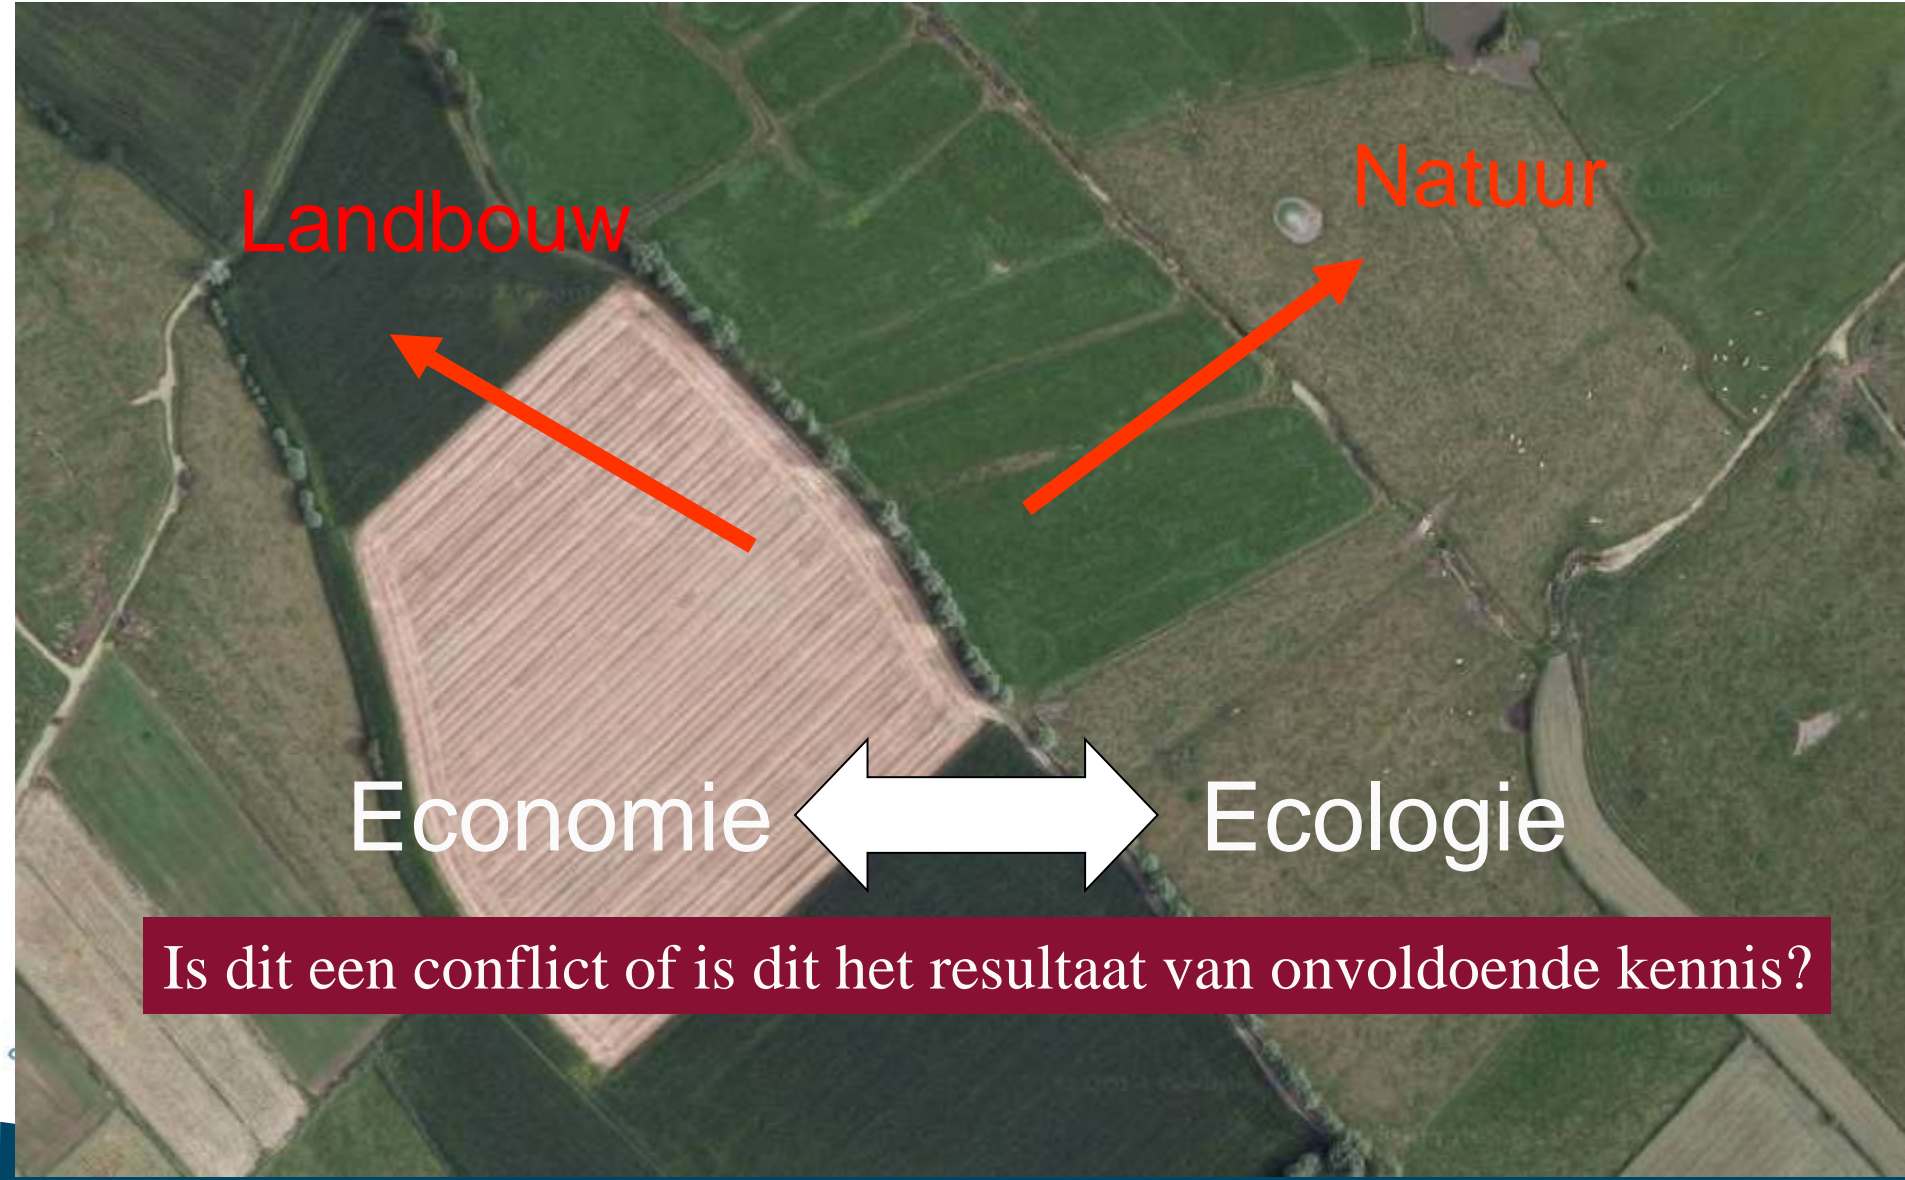 Natuur
Landbouw
Economie
Ecologie
Is dit een conflict of is dit het resultaat van onvoldoende kennis?